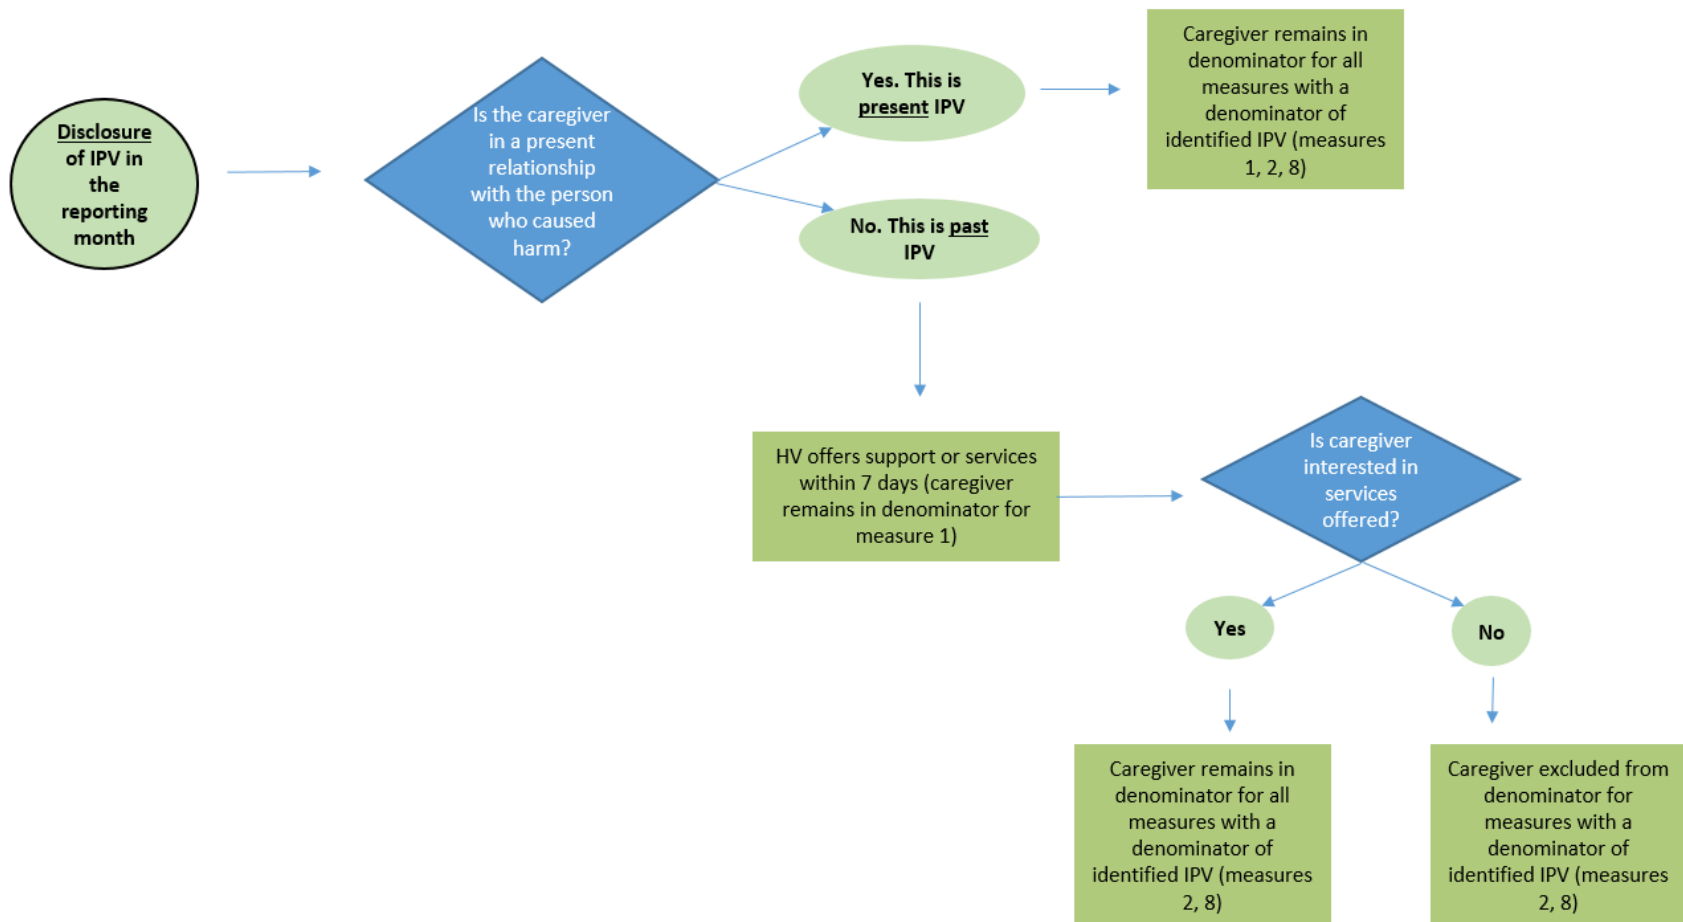 Disclosure
of IPV in
the
reporting
month
Is the caregiver
in a present
relationship
with the person
who caused
harm?
Yes. This is
present IPV
Caregiver remains in
denominator for all
measures with a
denominator of
identified IPV (measures
1, 2, 8)
No. This is past
IPV
HV offers support or services
within 7 days (caregiver
remains in denominator for
measure 1)
Is caregiver
interested in
services
offered?
Yes
No
Caregiver remains in
denominator for all
measures with a
denominator of
identified IPV (measures
2, 8)
Caregiver excluded from
denominator for
measures with a
denominator of
identified IPV (measures
2, 8)